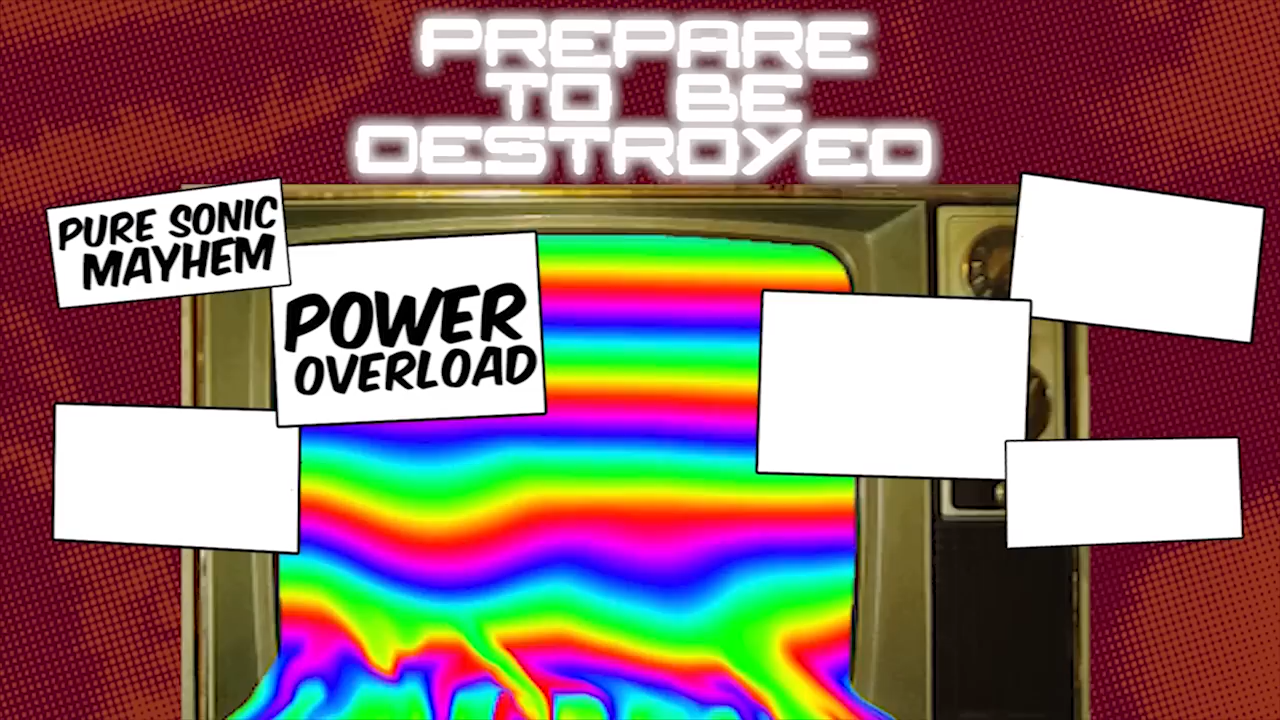 PREPARE
TO BE
DESTROYED
PURE SONIC
MAYHEM
POWER
OVERLOAD